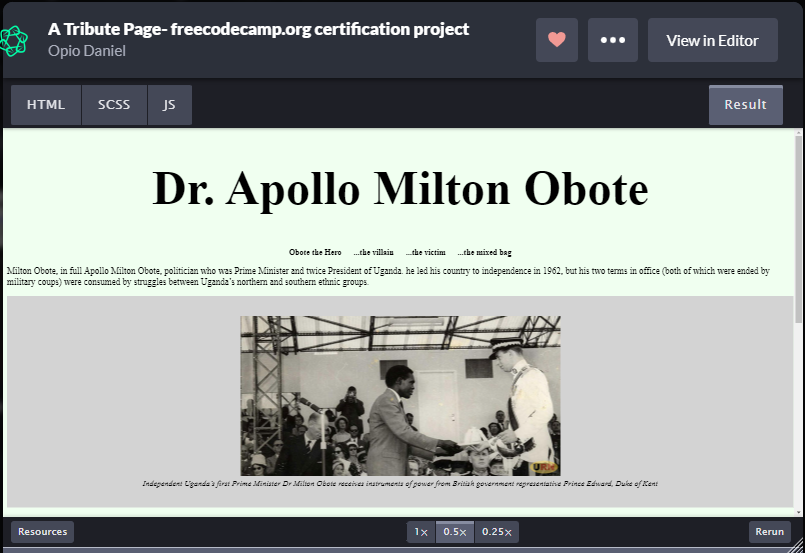 A Tribute Page- freecodecamp.org certification project
Opio Daniel
View in Editor
HTML SCSS JS Result
Dr. Apollo Milton Obote
Obote the Hero ...the villain ...the victim ...the mixed bag
Milton Obote, in full Apollo Milton Obote, politician who was Prime Minister and twice President of Uganda. he led his country to independence in 1962, but his two terms in office (both of which were ended by
military coups) were consumed by struggles between Uganda's northern and southern ethnic groups.
Independent Uganda's first Prime Minister Dr Milton Obote receives instruments of power from British government representative Prince Edward, Duke of Kent
Resources 1× 0.5× 0.25× Rerun